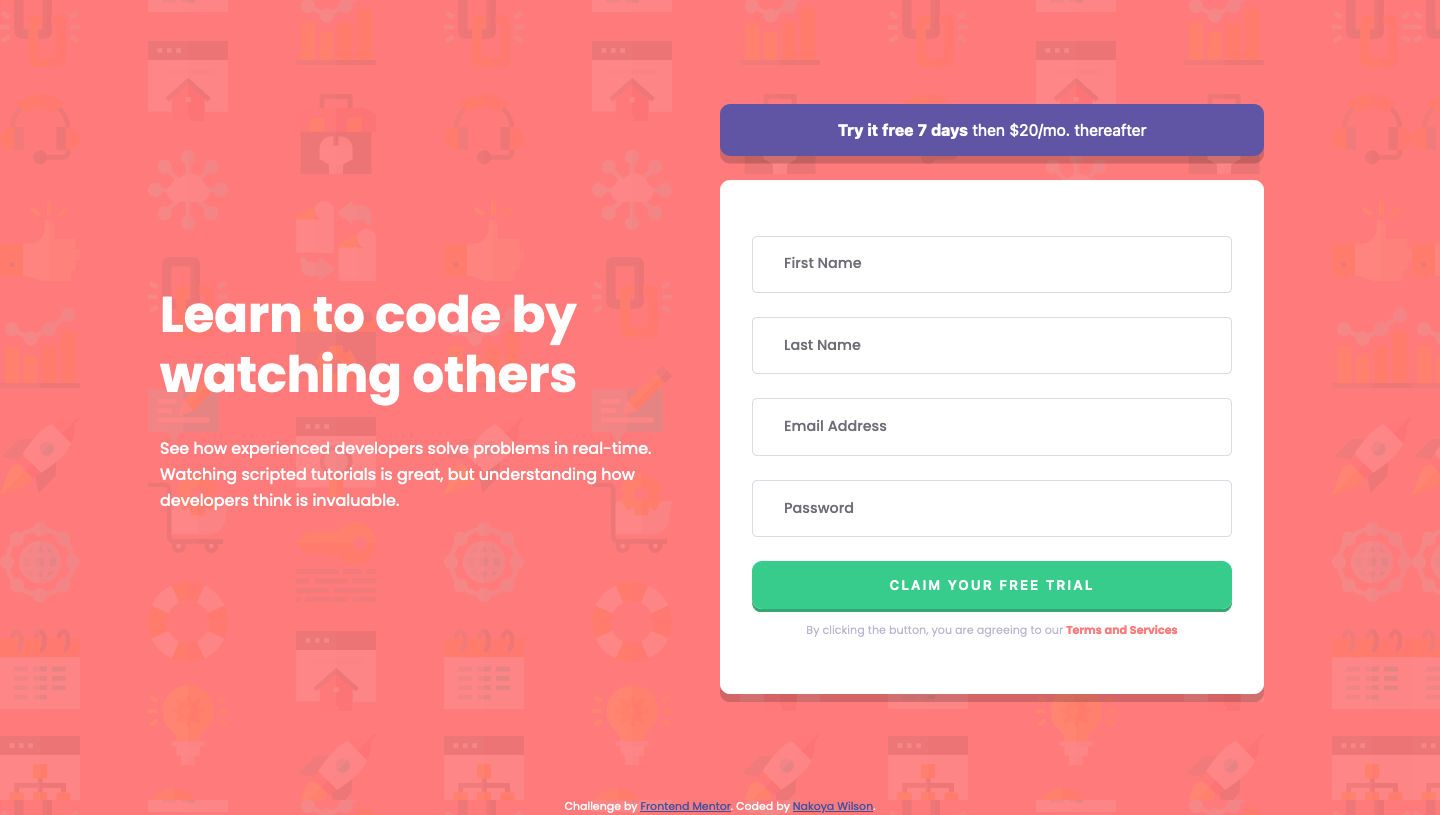 Try it free 7 days then $20/mo. thereafter
Learn to code by
watching others
See how experienced developers solve problems in real-time.
Watching scripted tutorials is great, but understanding how
developers think is invaluable.
First Name
Last Name
Email Address
Password
CLAIM YOUR FREE TRIAL
By clicking the button, you are agreeing to our Terms and Services
Challenge by Frontend Mentor. Coded by Nakoya Wilson.